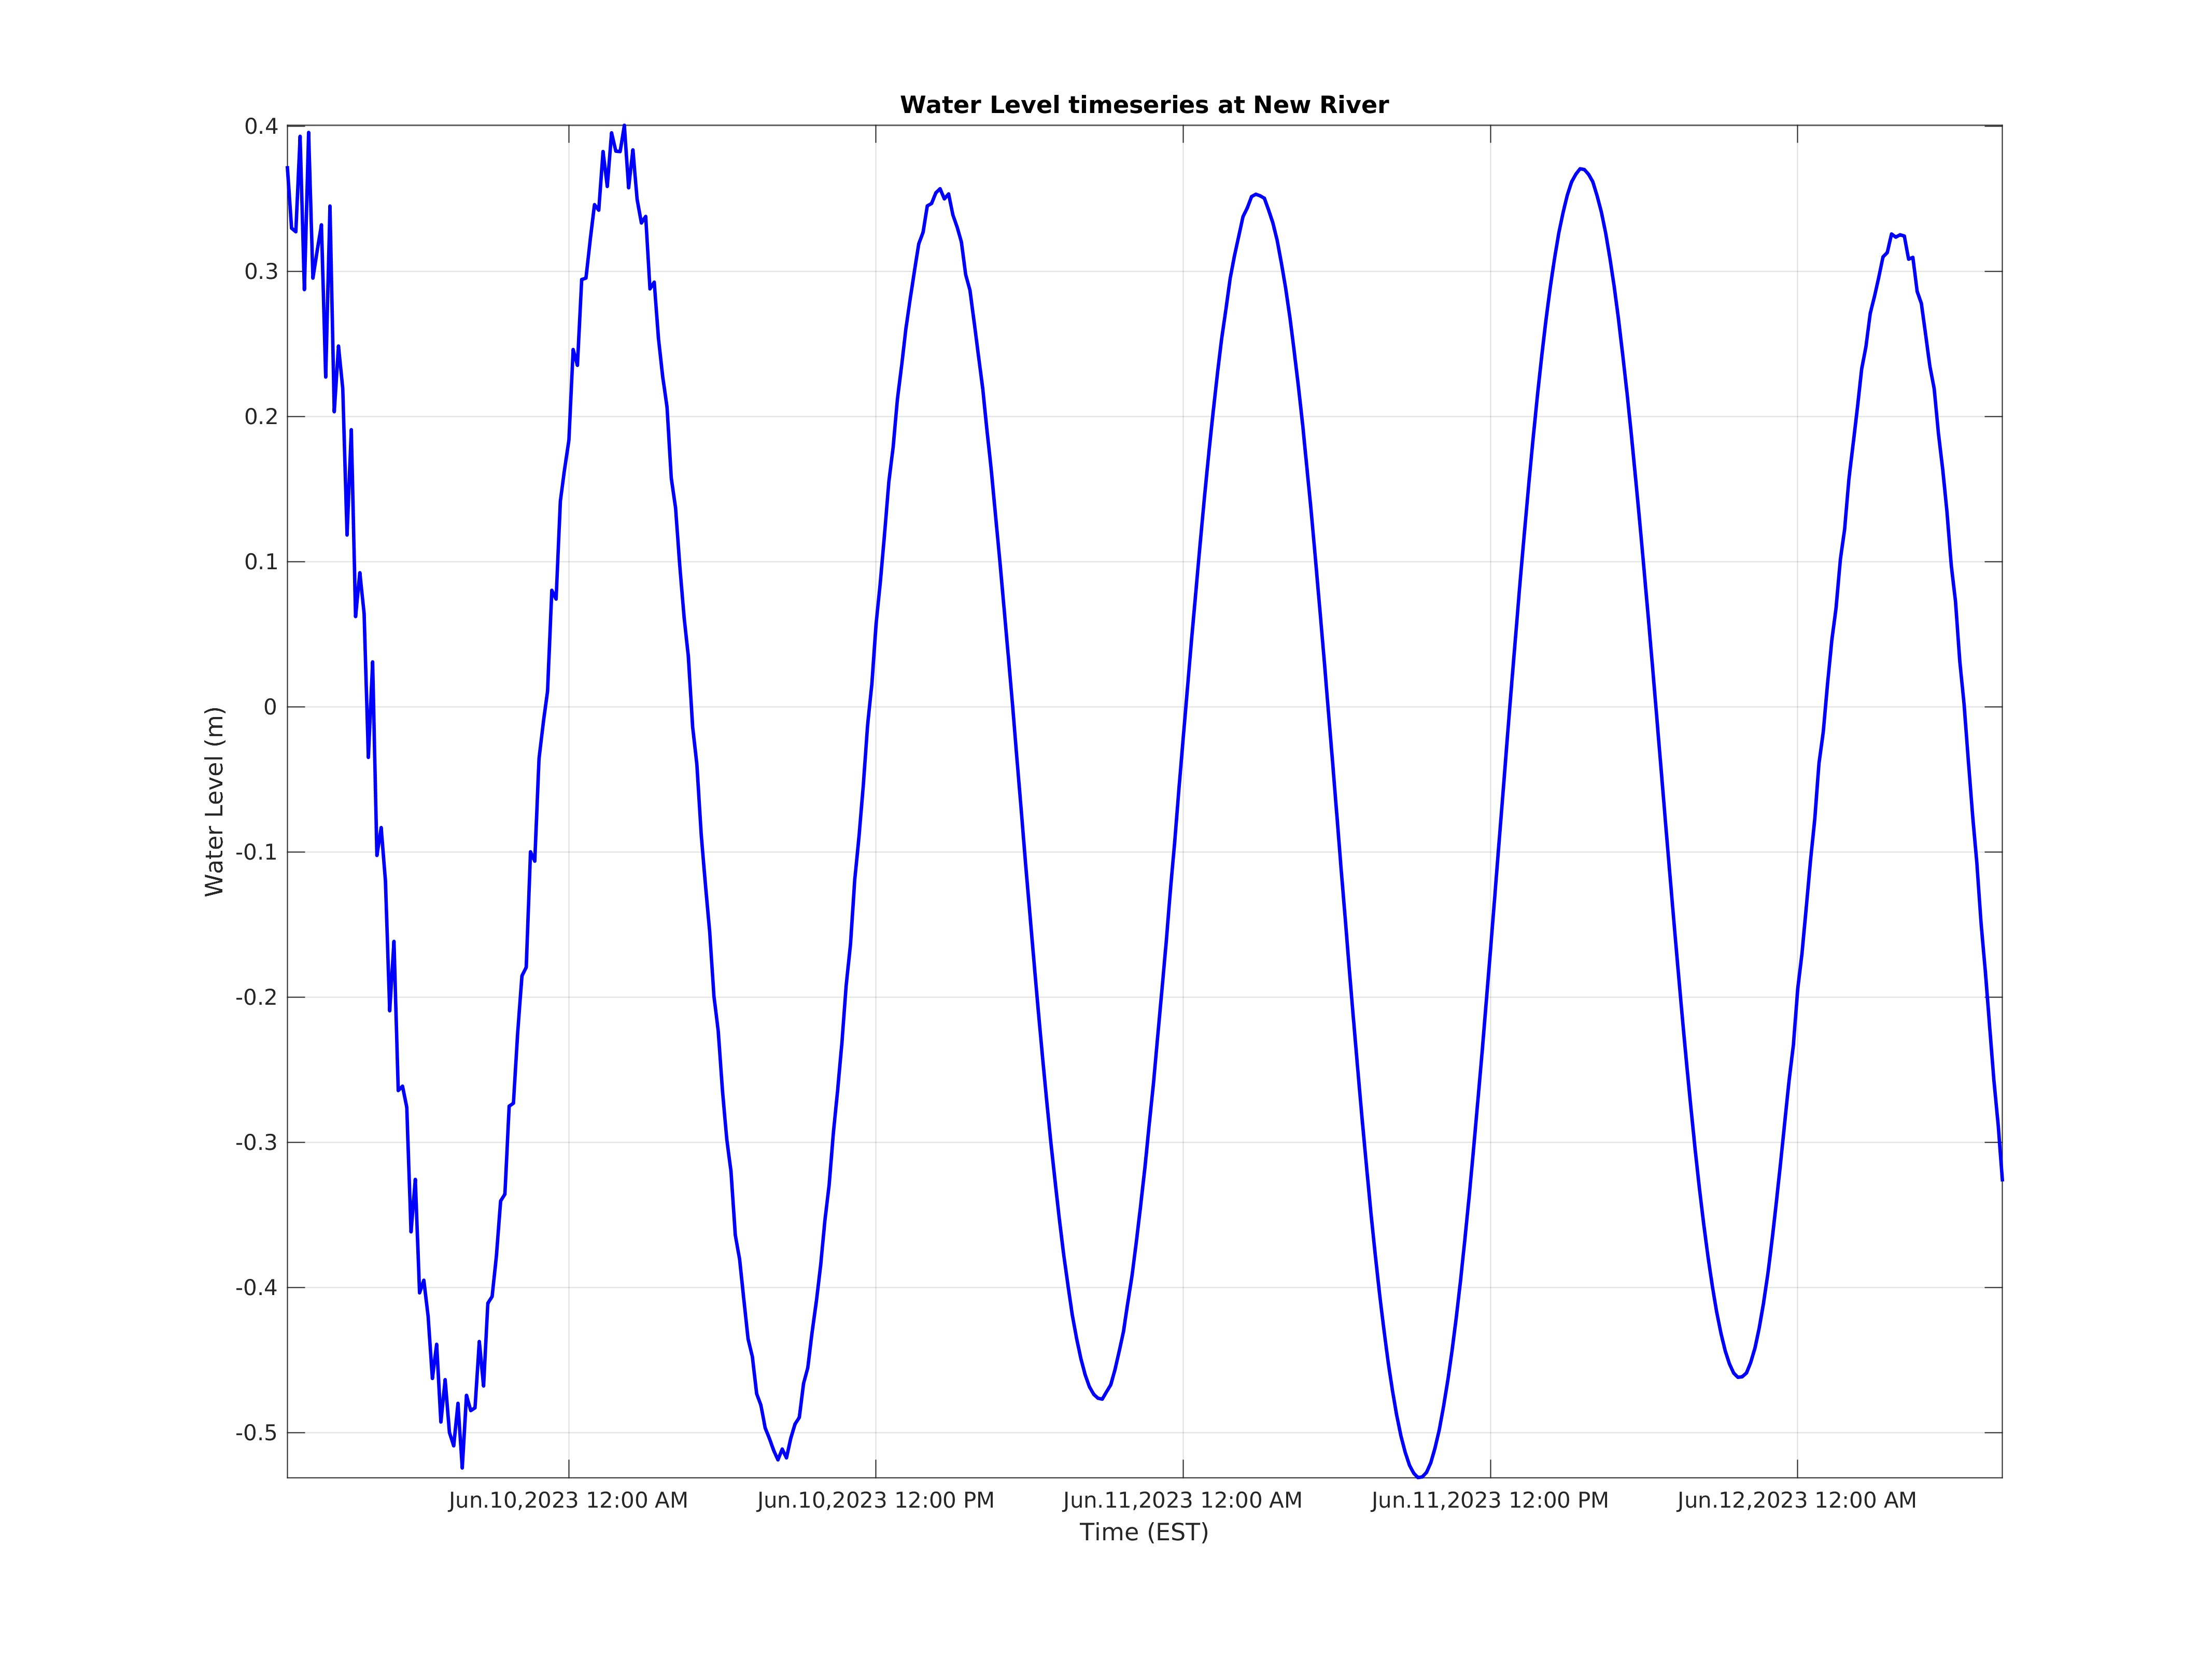 Water Level timeseries at New River
0.4
0.3
0.2
0.1
0
-0.1
-0.2
-0.3
-0.4
-0.5
Water Level (m)
Jun.10,2023 12:00 AM
Jun.10,2023 12:00 PM
Jun.11,2023 12:00 AM
Jun.11,2023 12:00 PM
Jun.12,2023 12:00 AM
Time (EST)